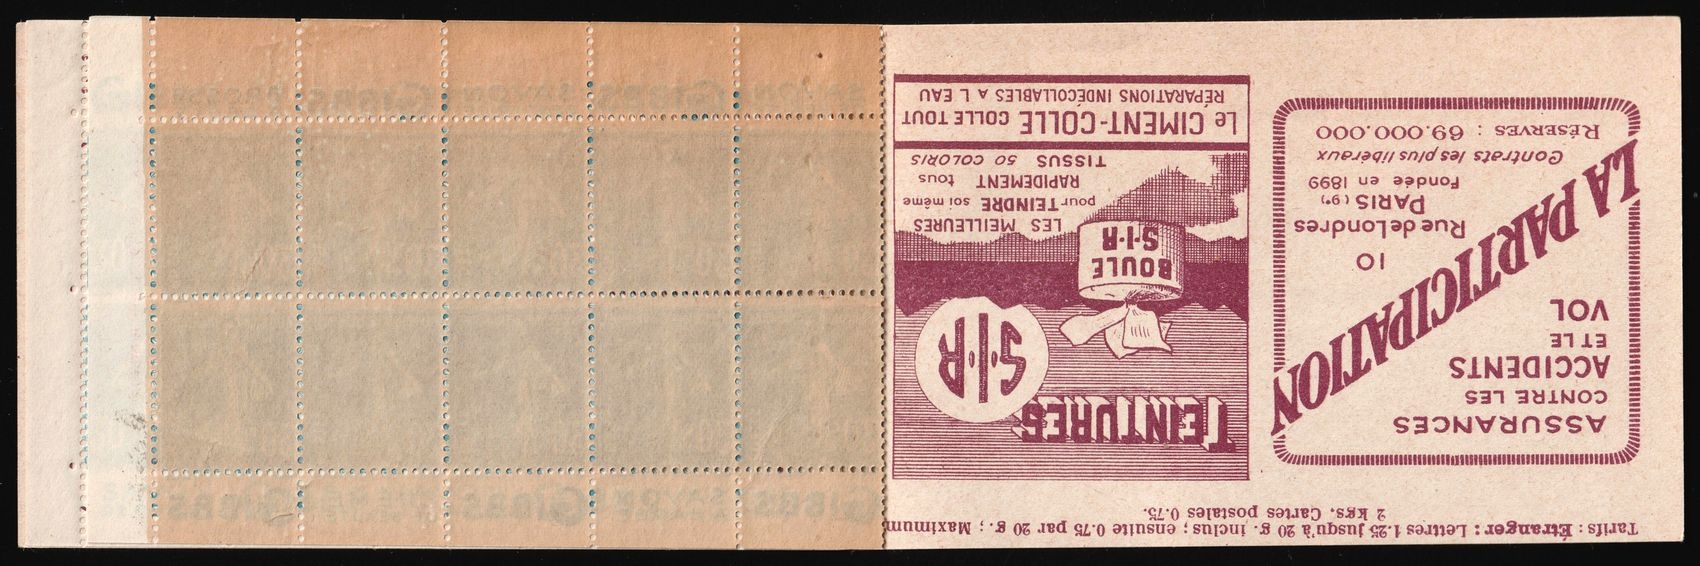 Tarifs : Étranger : Lettres 1.25 jusqu'à 20 g. inclus ; ensuite 0.75 par 20 g. ; Maximum
2 kgs. Cartes postales 0.75.
ASSURANCES
CONTRE LES
ACCIDENTS
ET LE
VOL
LA PARTICIPATION
10
Rue de Londres
PARIS (9e)
Fondée en 1899
Contrats les plus libéraux
RÉSERVES : 69.000.000
TEINTURES
S·I·R
BOULE
S·I·R
LES MEILLEURES
pour TEINDRE soi même
RAPIDEMENT tous
TISSUS 50 COLORIS
Le CIMENT-COLLE COLLE TOUT
RÉPARATIONS INDÉCOLLABLES A L EAU